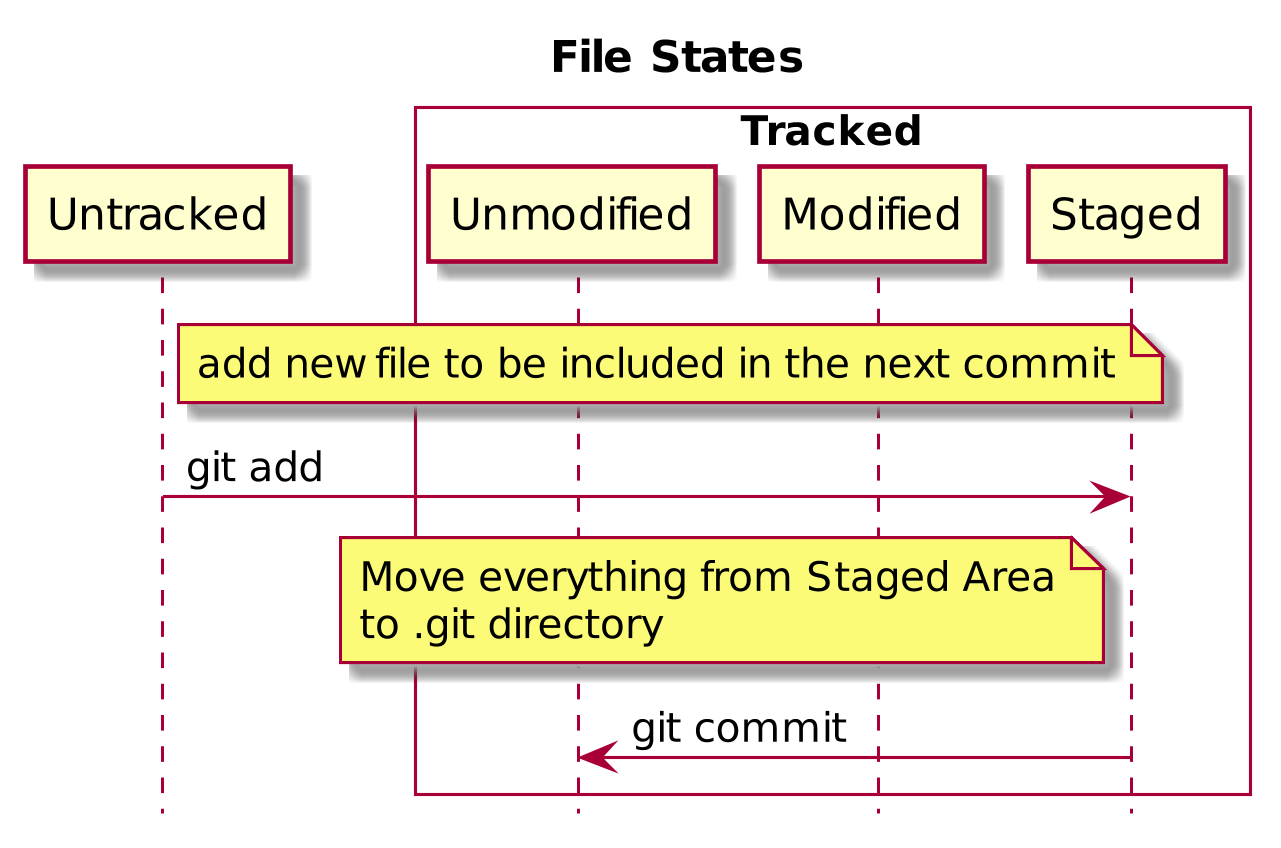 File States
Tracked
Untracked
Unmodified
Modified
Staged
add new file to be included in the next commit
git add
Move everything from Staged Area
to .git directory
git commit